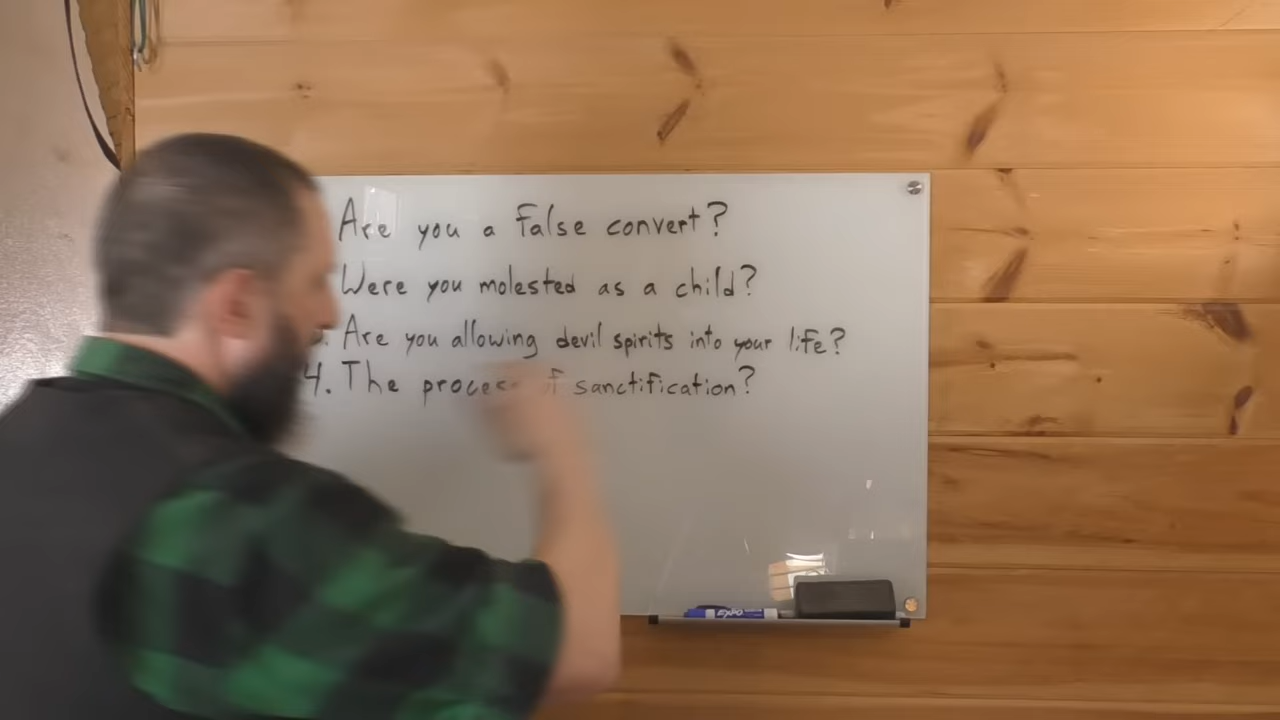 Are you a false convert?
Were you molested as a child?
Are you allowing devil spirits into your life?
4. The process of sanctification?
EXPO